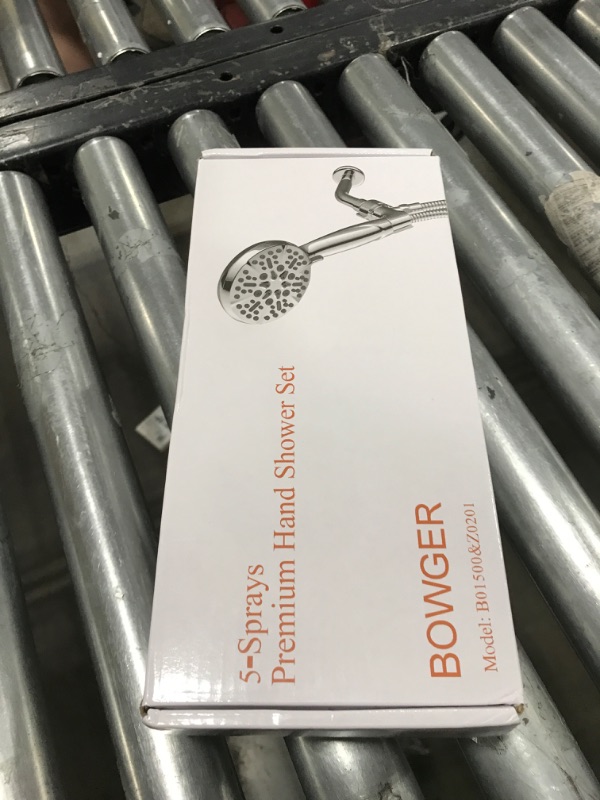 5-Sprays
Premium Hand Shower Set
BOWGER
Model: B01500&Z0201